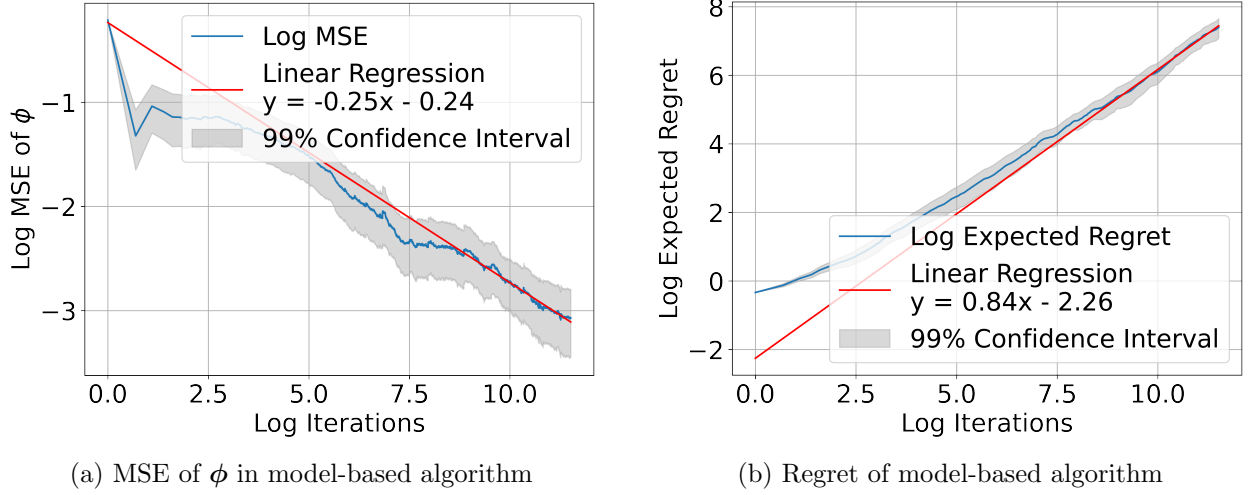 Log MSE of ϕ
−1
−2
−3
Log MSE
Linear Regression
y = -0.25x - 0.24
99% Confidence Interval
0.0 2.5 5.0 7.5 10.0
Log Iterations
(a) MSE of ϕ in model-based algorithm
Log Expected Regret
8
6
4
2
0
−2
Log Expected Regret
Linear Regression
y = 0.84x - 2.26
99% Confidence Interval
0.0 2.5 5.0 7.5 10.0
Log Iterations
(b) Regret of model-based algorithm